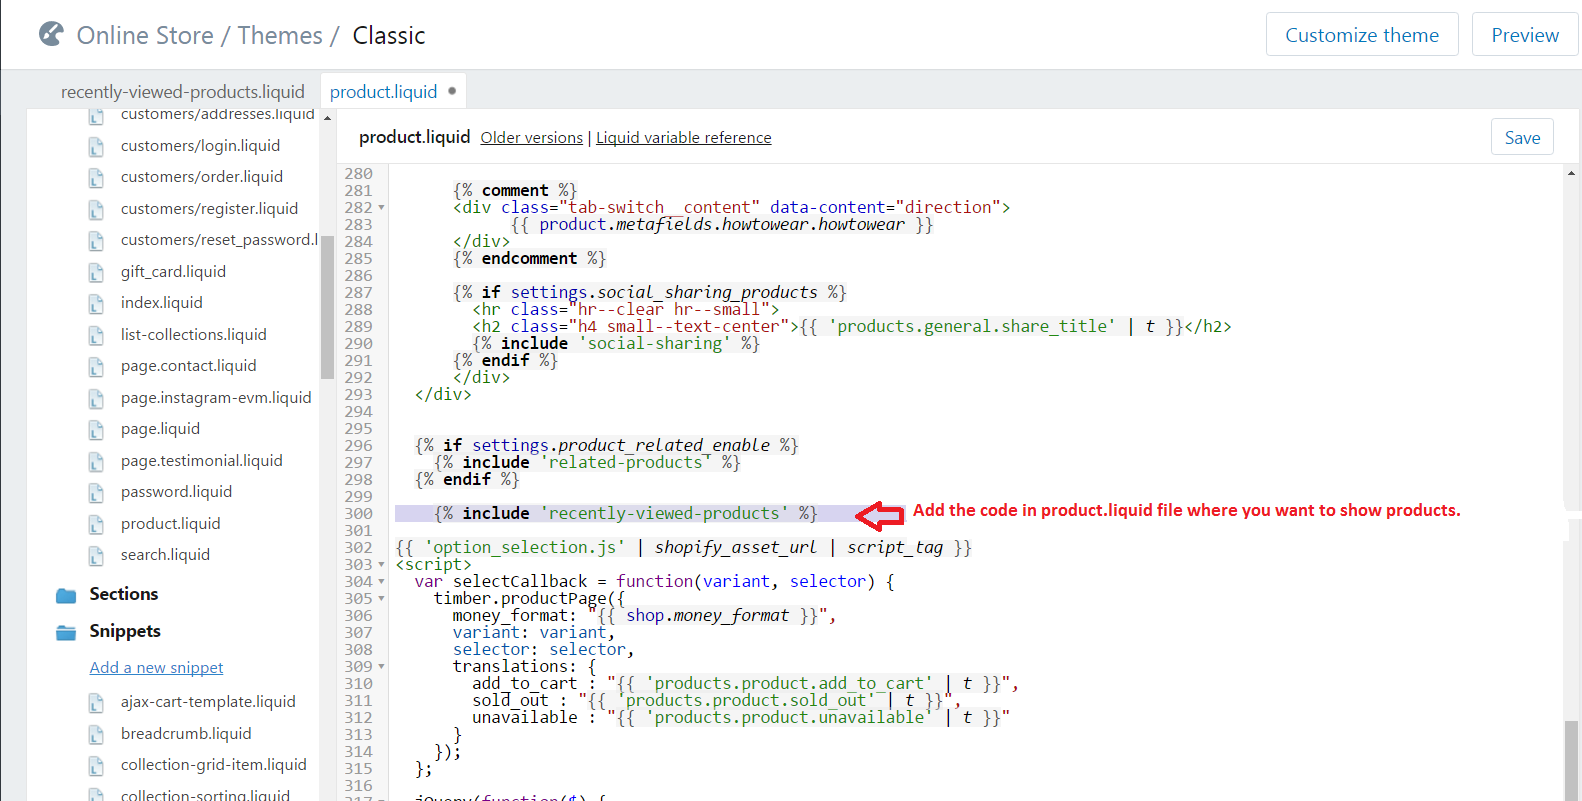 Online Store / Themes / Classic
Customize theme
Preview
recently-viewed-products.liquid
product.liquid
customers/addresses.liquid
customers/login.liquid
customers/order.liquid
customers/register.liquid
customers/reset_password.l
gift_card.liquid
index.liquid
list-collections.liquid
page.contact.liquid
page.instagram-evm.liquid
page.liquid
page.testimonial.liquid
password.liquid
product.liquid
search.liquid
Sections
Snippets
Add a new snippet
ajax-cart-template.liquid
breadcrumb.liquid
collection-grid-item.liquid
collection-sorting.liquid
product.liquid Older versions | Liquid variable reference
Save
280
281 {% comment %}
282 <div class="tab-switch__content" data-content="direction">
283 {{ product.metafields.howtowear.howtowear }}
284 </div>
285 {% endcomment %}
286
287 {% if settings.social_sharing_products %}
288 <hr class="hr--clear hr--small">
289 <h2 class="h4 small--text-center">{{ 'products.general.share_title' | t }}</h2>
290 {% include 'social-sharing' %}
291 {% endif %}
292 </div>
293 </div>
294
295
296 {% if settings.product_related_enable %}
297 {% include 'related-products' %}
298 {% endif %}
299
300 {% include 'recently-viewed-products' %}
Add the code in product.liquid file where you want to show products.
301
302 {{ 'option_selection.js' | shopify_asset_url | script_tag }}
303 <script>
304 var selectCallback = function(variant, selector) {
305 timber.productPage({
306 money_format: "{{ shop.money_format }}",
307 variant: variant,
308 selector: selector,
309 translations: {
310 add_to_cart : "{{ 'products.product.add_to_cart' | t }}",
311 sold_out : "{{ 'products.product.sold_out' | t }}",
312 unavailable : "{{ 'products.product.unavailable' | t }}"
313 }
314 });
315 };
316
317 jQuery(function($) {